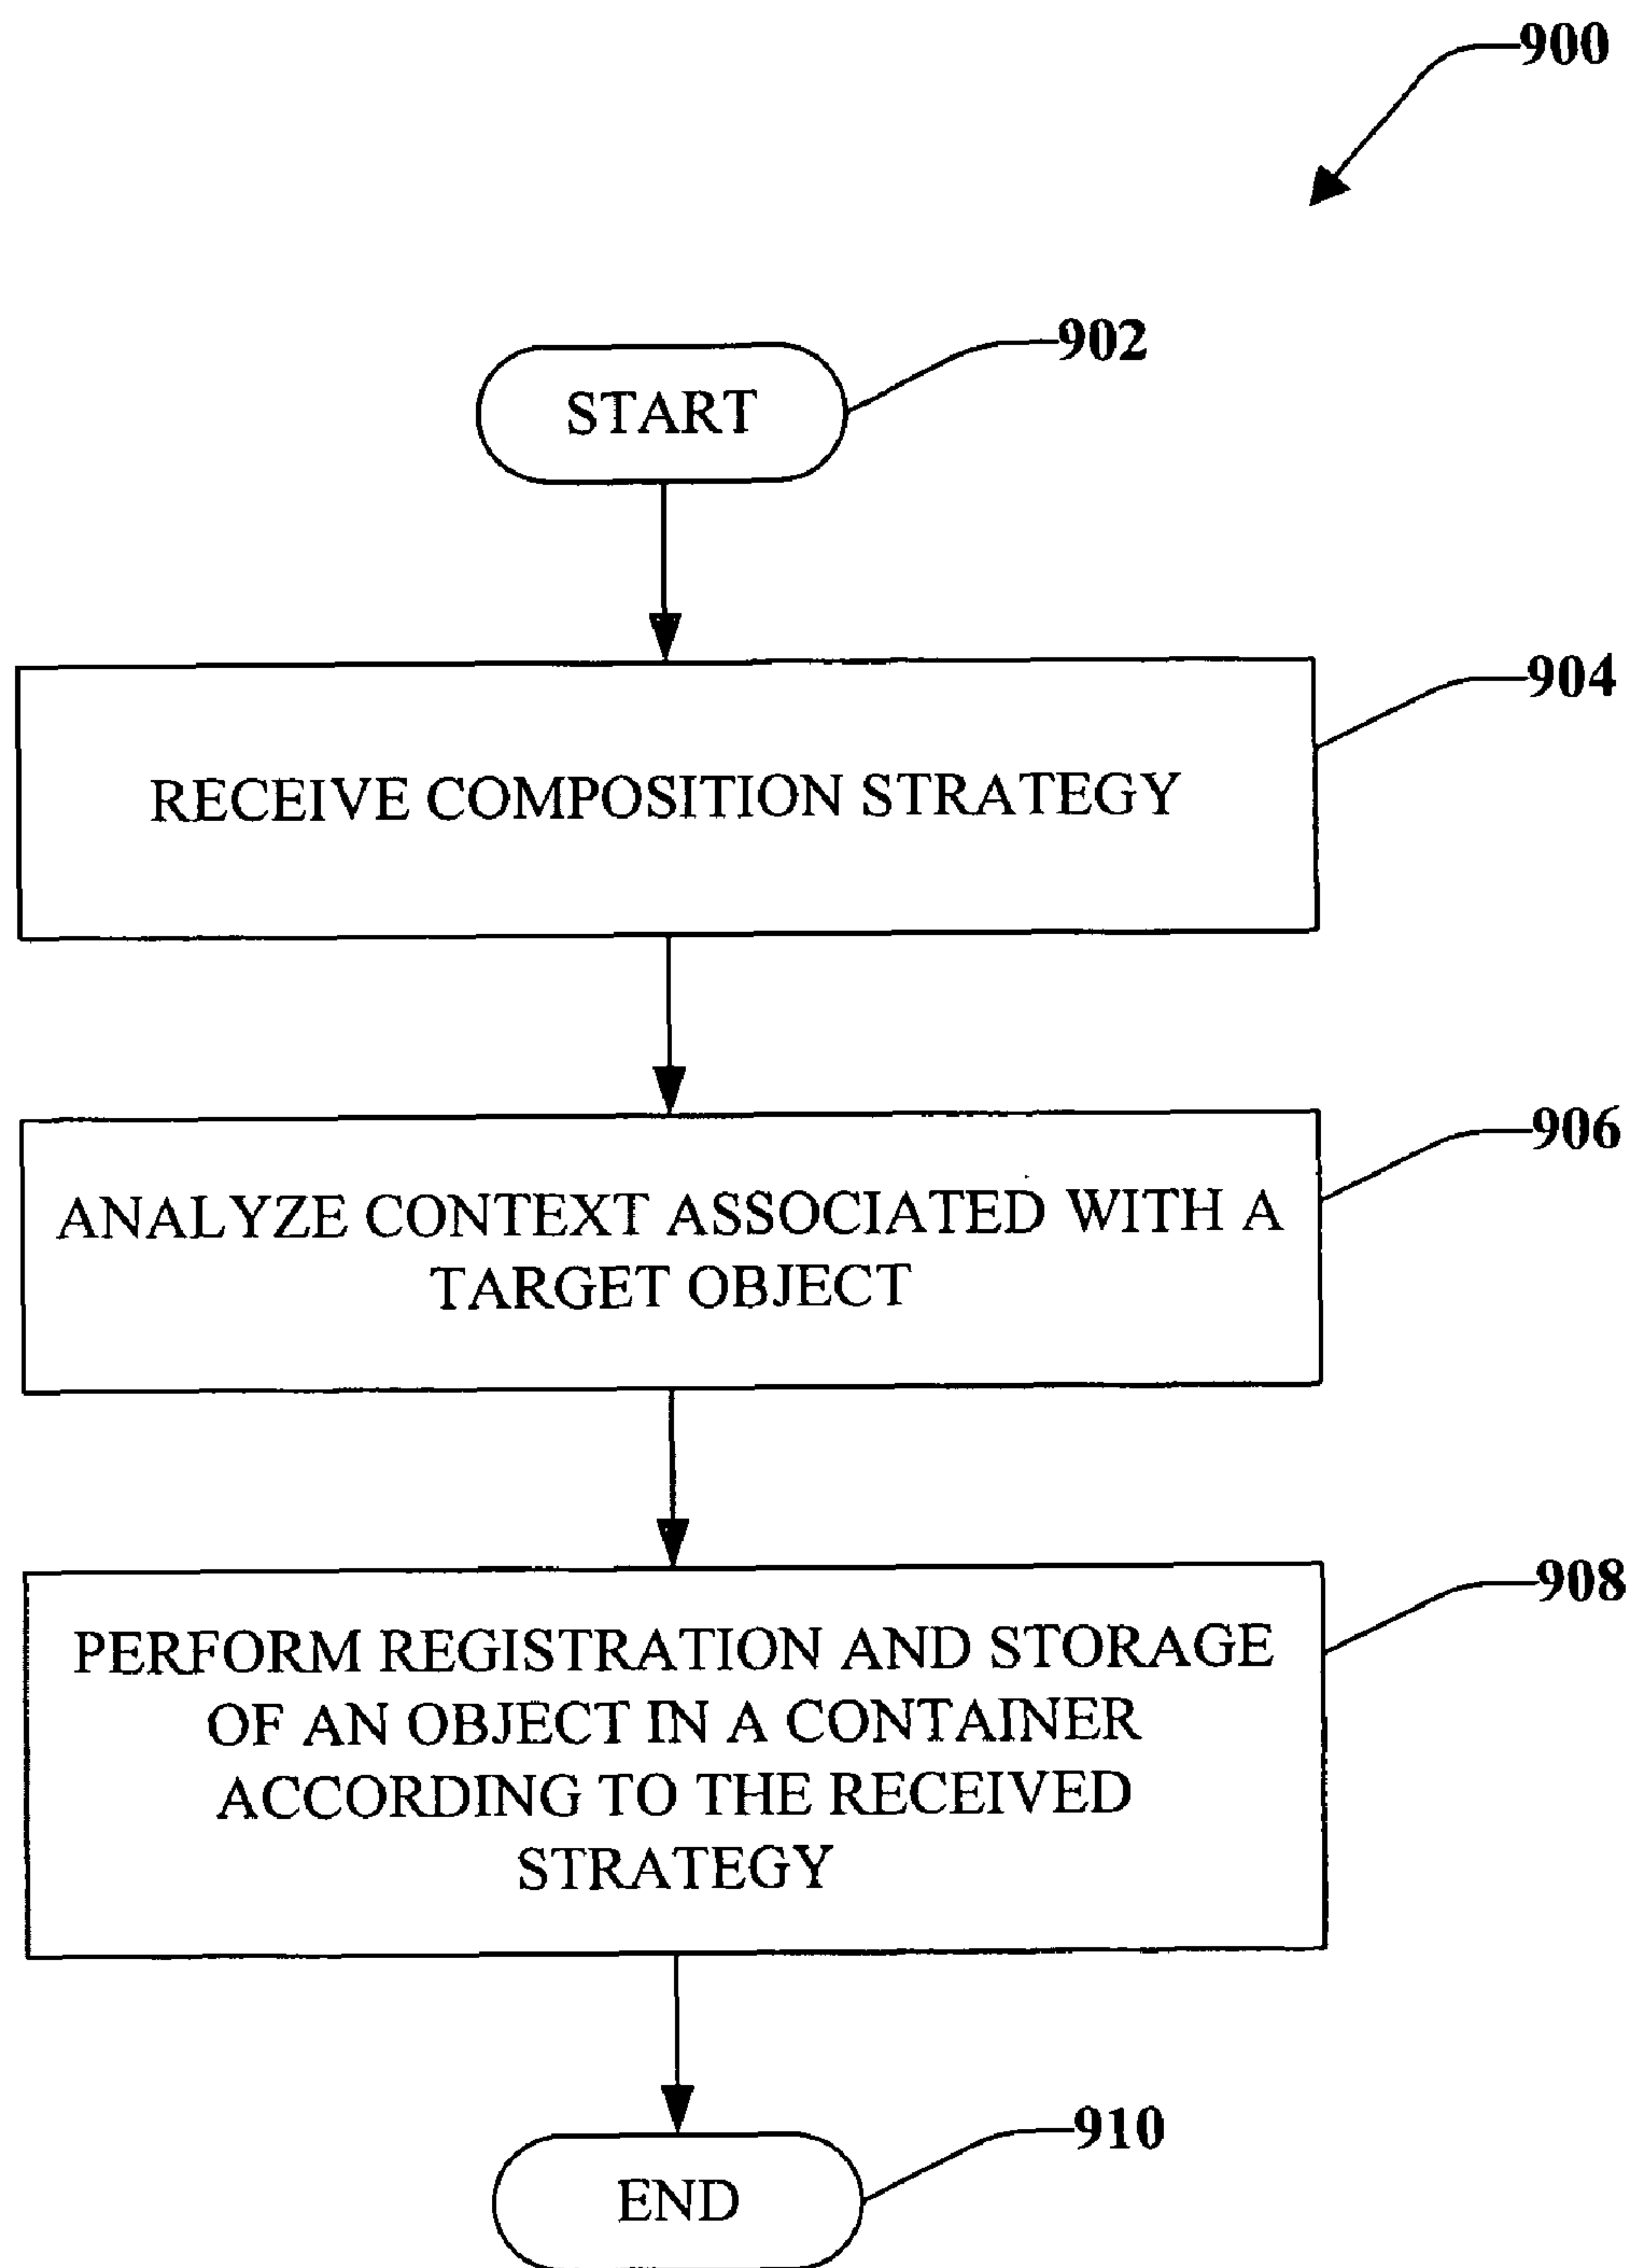 900
902
START
904
RECEIVE COMPOSITION STRATEGY
906
ANALYZE CONTEXT ASSOCIATED WITH A
TARGET OBJECT
908
PERFORM REGISTRATION AND STORAGE
OF AN OBJECT IN A CONTAINER
ACCORDING TO THE RECEIVED
STRATEGY
910
END